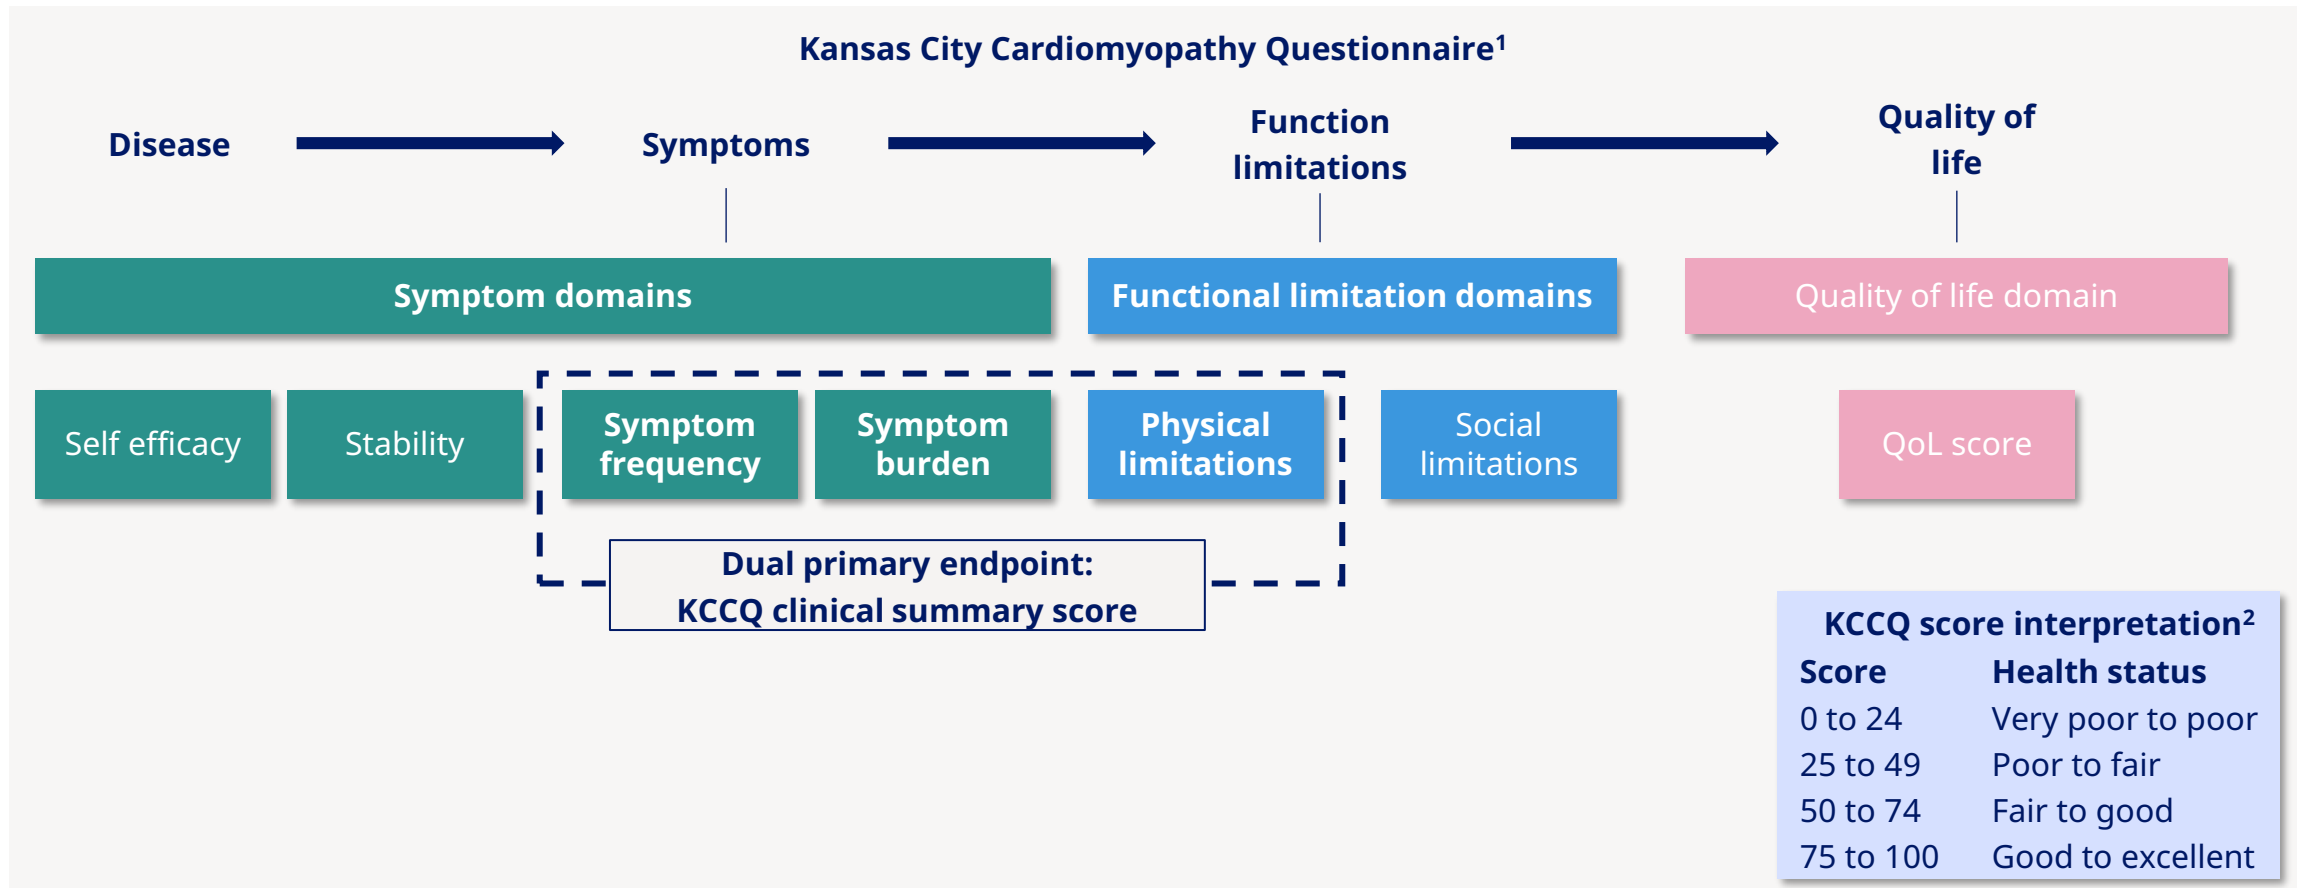 Kansas City Cardiomyopathy Questionnaire¹
Disease
Symptoms
Function
limitations
Quality of
life
Symptom domains
Functional limitation domains
Quality of life domain
Self efficacy
Stability
Symptom
frequency
Symptom
burden
Physical
limitations
Social
limitations
QoL score
Dual primary endpoint:
KCCQ clinical summary score
KCCQ score interpretation²
Score Health status
0 to 24 Very poor to poor
25 to 49 Poor to fair
50 to 74 Fair to good
75 to 100 Good to excellent